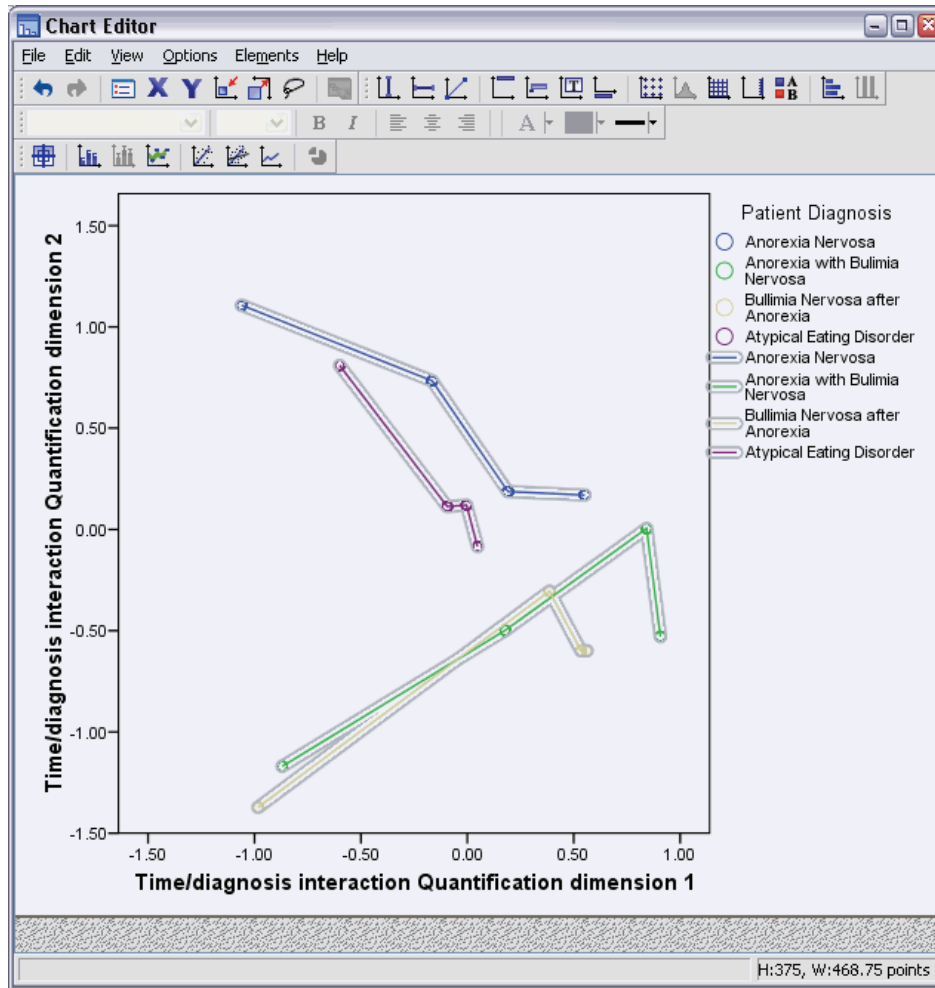 Chart Editor
File Edit View Options Elements Help
X Y T A B
B I A
Time/diagnosis interaction Quantification dimension 2
1.50
1.00
0.50
0.00
-0.50
-1.00
-1.50
-1.50 -1.00 -0.50 0.00 0.50 1.00
Time/diagnosis interaction Quantification dimension 1
Patient Diagnosis
Anorexia Nervosa
Anorexia with Bulimia
Nervosa
Bullimia Nervosa after
Anorexia
Atypical Eating Disorder
Anorexia Nervosa
Anorexia with Bulimia
Nervosa
Bullimia Nervosa after
Anorexia
Atypical Eating Disorder
H:375, W:468.75 points